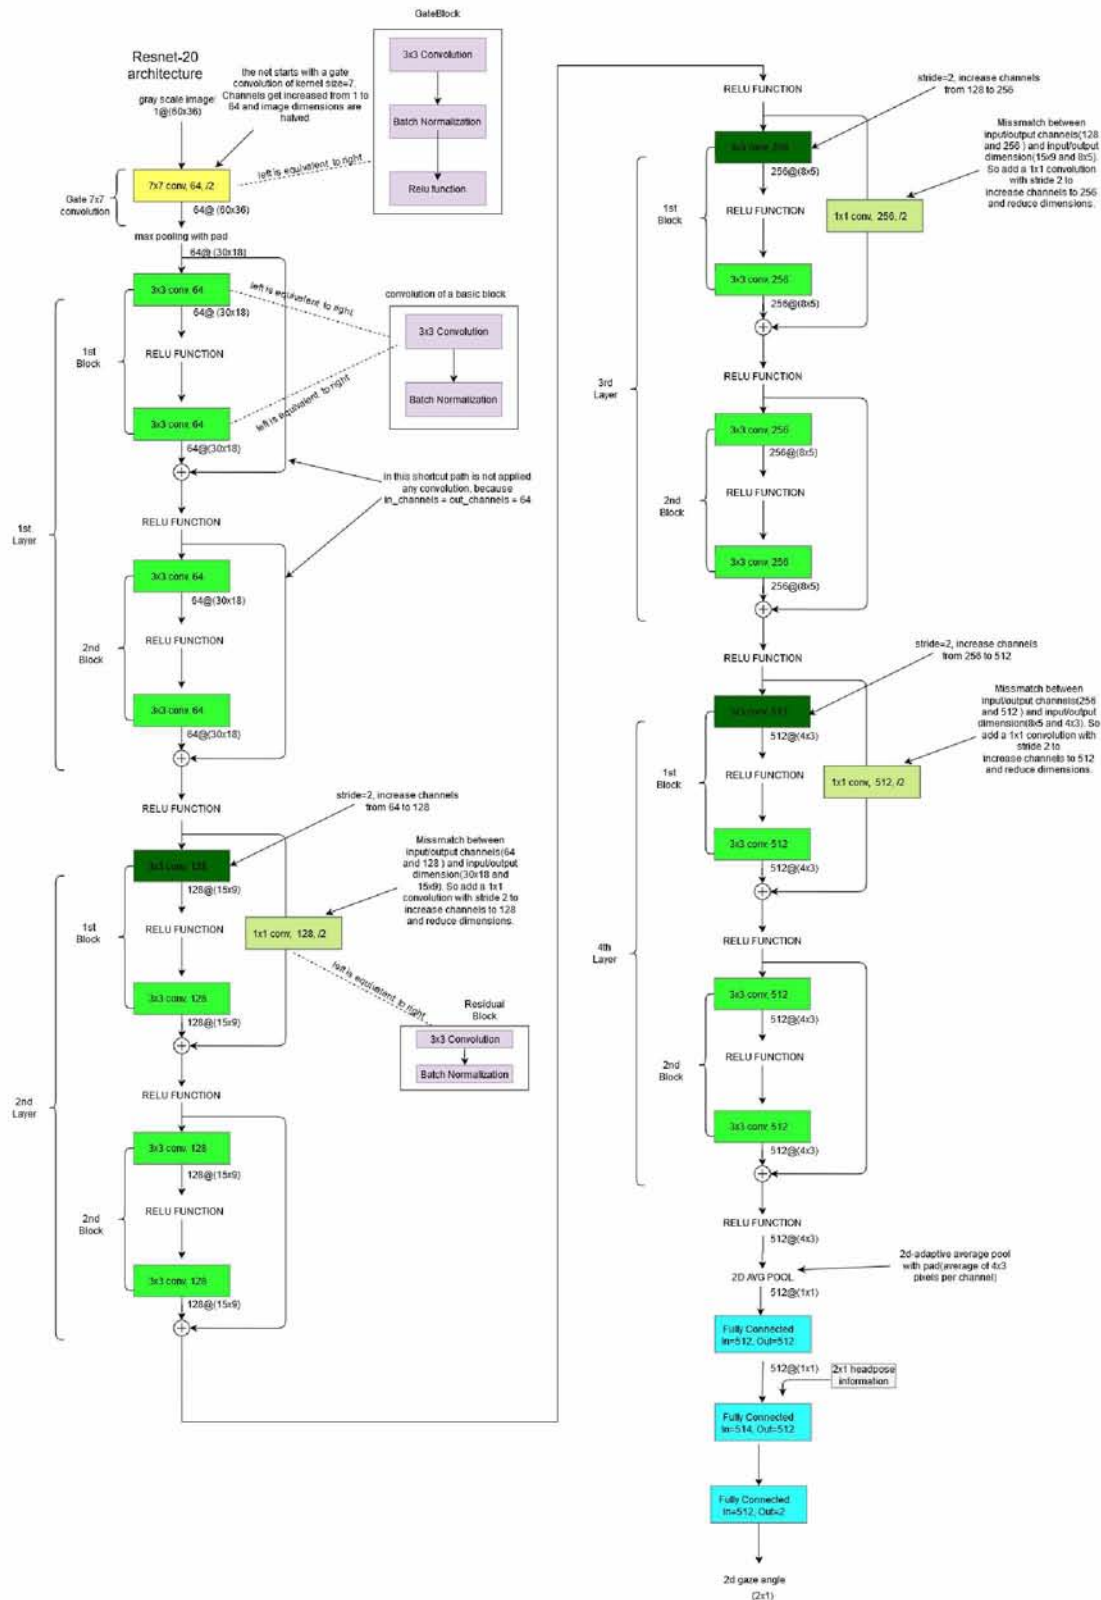 GateBlock
3x3 Convolution
Batch Normalization
Relu function
Resnet-20
architecture
the net starts with a gate
convolution of kernel size=7.
Channels get increased from 1 to
64 and image dimensions are
halved
gray scale image
1@(60x36)
7x7 conv, 64, /2
Gate 7x7
convolution
64@ (60x36)
left is equivalent to right
max pooling with pad
64@ (30x18)
3x3 conv, 64
64@ (30x18)
left is equivalent to right
convolution of a basic block
3x3 Convolution
Batch Normalization
1st
Block
RELU FUNCTION
left is equivalent to right
3x3 conv, 64
64@(30x18)
in this shortcut path is not applied
any convolution, because
in_channels = out_channels = 64
RELU FUNCTION
1st
Layer
3x3 conv, 64
64@(30x18)
2nd
Block
RELU FUNCTION
3x3 conv, 64
64@(30x18)
RELU FUNCTION
stride=2, increase channels
from 64 to 128
3x3 Conv, 128
128@(15x9)
Missmatch between
input/output channels(64
and 128 ) and input/output
dimension(30x18 and
15x9). So add a 1x1
convolution with stride 2 to
increase channels to 128
and reduce dimensions.
1st
Block
RELU FUNCTION
1x1 conv, 128, /2
left is equivalent to right
3x3 conv, 128
128@(15x9)
Residual
Block
3x3 Convolution
Batch Normalization
RELU FUNCTION
2nd
Layer
3x3 conv, 128
128@(15x9)
2nd
Block
RELU FUNCTION
3x3 conv, 128
128@(15x9)
RELU FUNCTION
stride=2, increase channels
from 128 to 256
3x3 Conv, 256
256@(8x5)
Missmatch between
input/output channels(128
and 256 ) and input/output
dimension(15x9 and 8x5).
So add a 1x1 convolution
with stride 2 to
increase channels to 256
and reduce dimensions.
1st
Block
RELU FUNCTION
1x1 conv, 256, /2
3x3 conv, 256
256@(8x5)
3rd
Layer
RELU FUNCTION
3x3 conv, 256
256@(8x5)
2nd
Block
RELU FUNCTION
3x3 conv, 256
256@(8x5)
RELU FUNCTION
stride=2, increase channels
from 256 to 512
512@(4x3)
Missmatch between
input/output channels(256
and 512 ) and input/output
dimension(8x5 and 4x3). So
add a 1x1 convolution with
stride 2 to
increase channels to 512
and reduce dimensions.
1st
Block
RELU FUNCTION
1x1 conv, 512, /2
3x3 conv, 512
512@(4x3)
RELU FUNCTION
4th
Layer
3x3 conv, 512
512@(4x3)
2nd
Block
RELU FUNCTION
3x3 conv, 512
512@(4x3)
RELU FUNCTION
512@(4x3)
2d-adaptive average pool
with pad(average of 4x3
pixels per channel)
2D AVG POOL
512@(1x1)
Fully Connected
In=512, Out=512
512@(1x1)
2x1 headpose
information
Fully Connected
In=514, Out=512
Fully Connected
In=512, Out=2
2d gaze angle
(2x1)